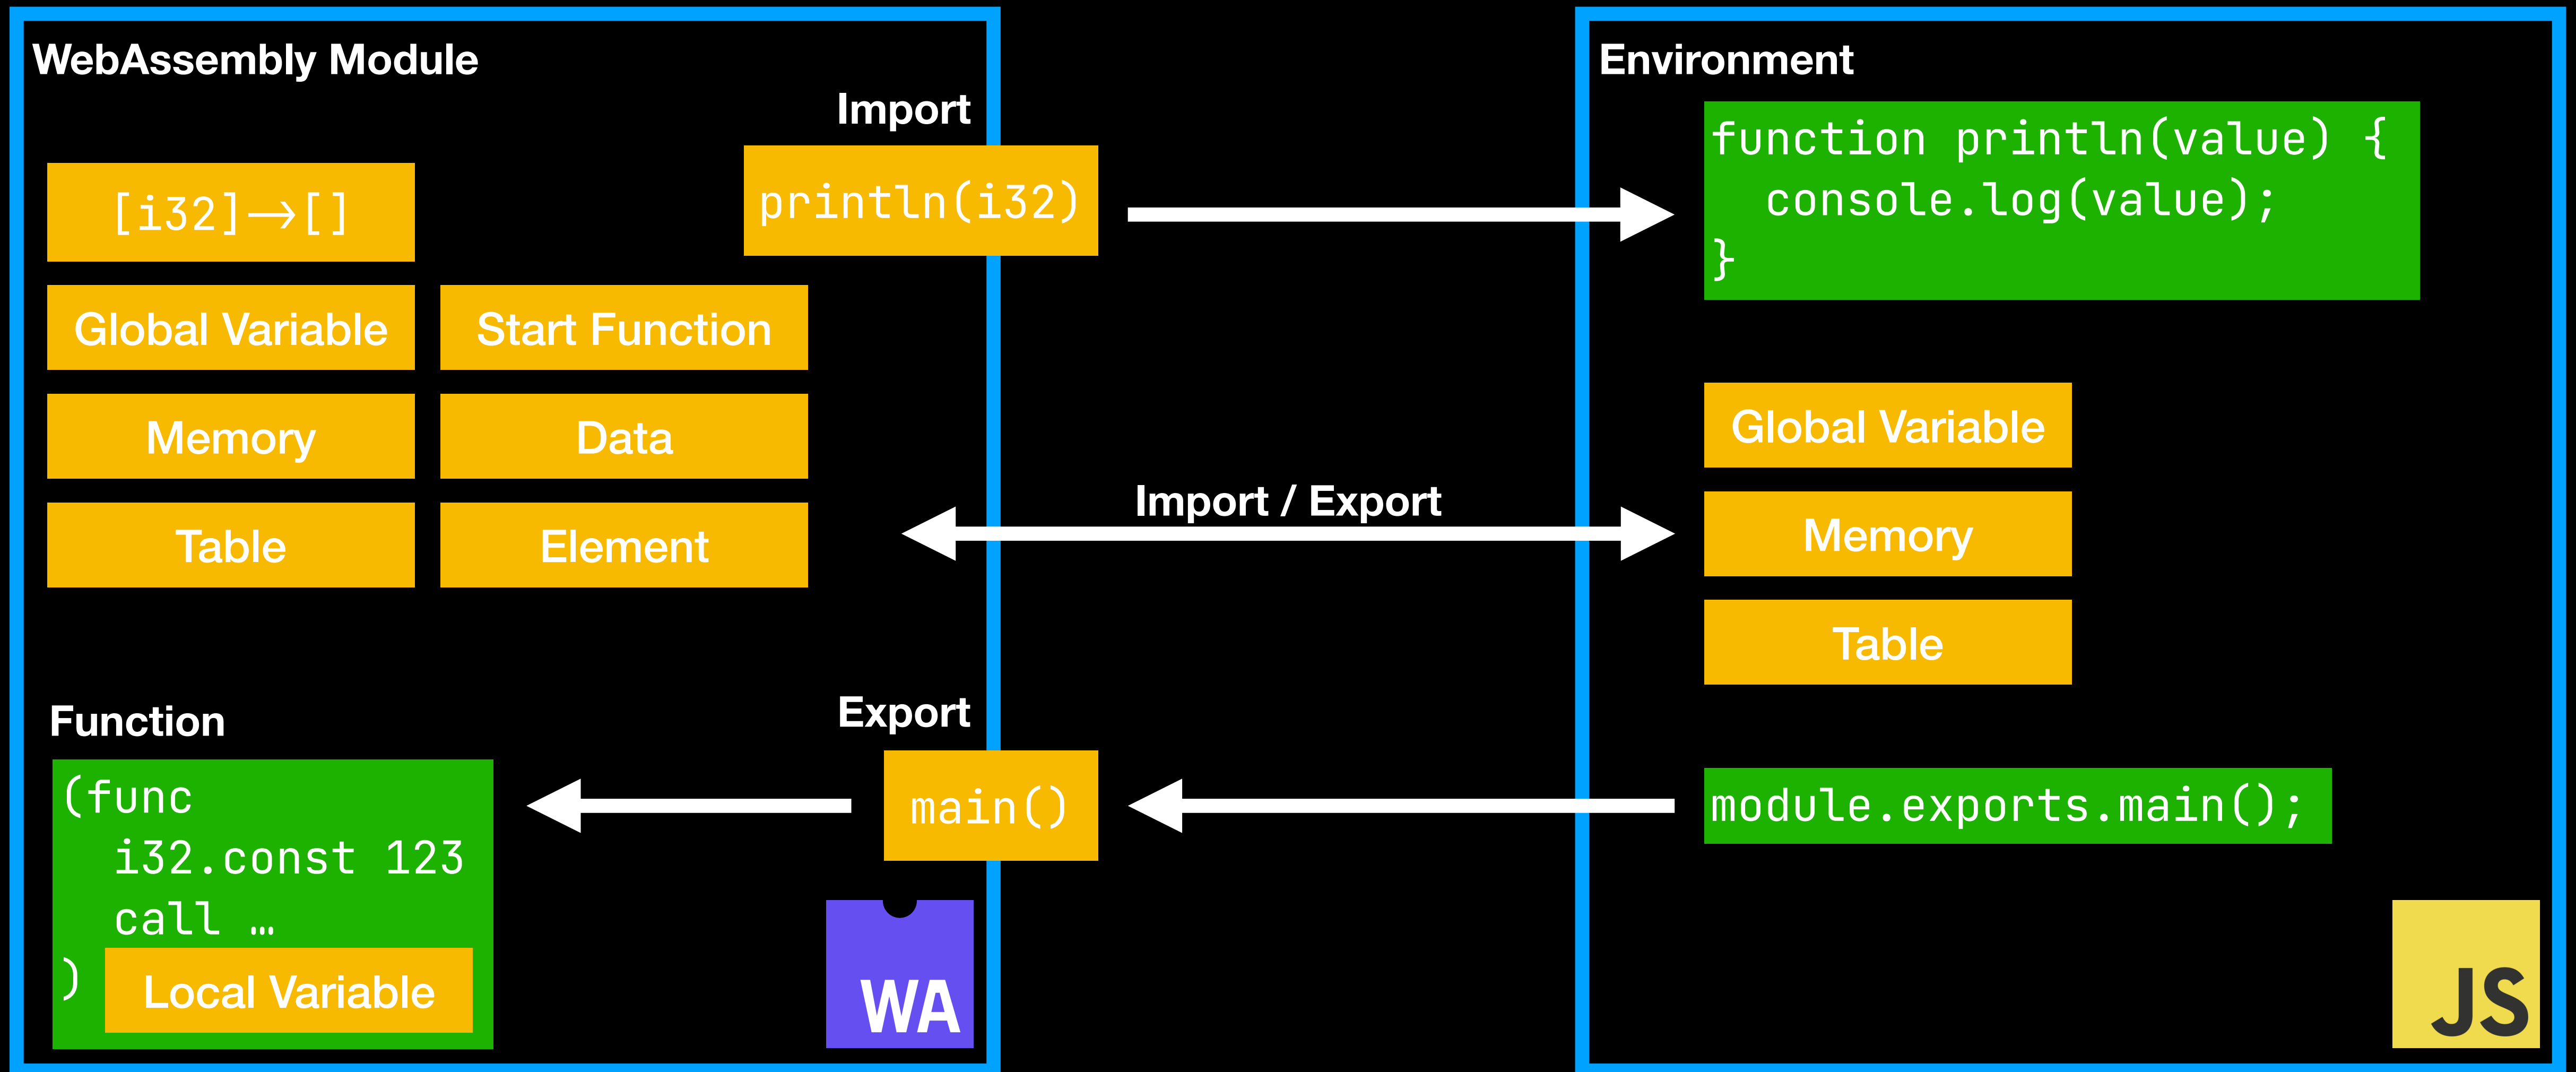 WebAssembly Module
Import
println(i32)
[i32]→[]
Global Variable
Start Function
Memory
Data
Table
Element
Function
(func
  i32.const 123
  call …
)
Local Variable
Export
main()
WA
Import / Export
Environment
function println(value) {
  console.log(value);
}
Global Variable
Memory
Table
module.exports.main();
JS